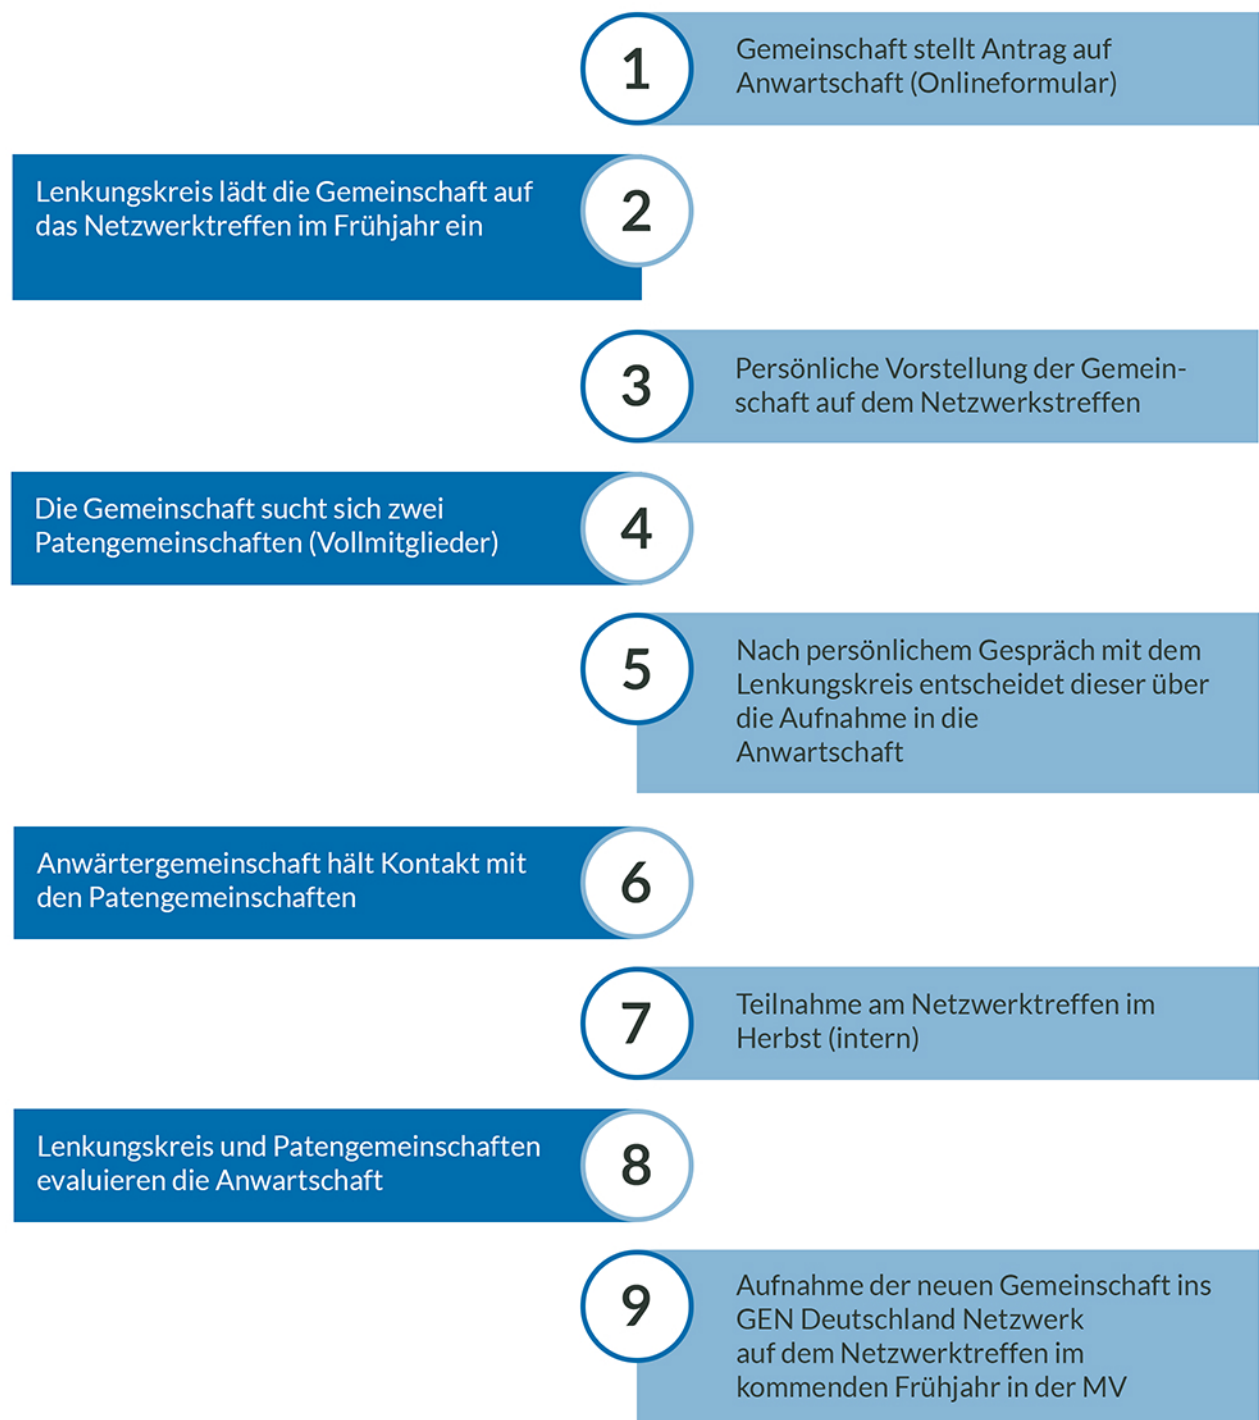 1
Gemeinschaft stellt Antrag auf
Anwartschaft (Onlineformular)
Lenkungskreis lädt die Gemeinschaft auf
das Netzwerktreffen im Frühjahr ein
2
3
Persönliche Vorstellung der Gemein-
schaft auf dem Netzwerkstreffen
Die Gemeinschaft sucht sich zwei
Patengemeinschaften (Vollmitglieder)
4
5
Nach persönlichem Gespräch mit dem
Lenkungskreis entscheidet dieser über
die Aufnahme in die
Anwartschaft
Anwärtergemeinschaft hält Kontakt mit
den Patengemeinschaften
6
7
Teilnahme am Netzwerktreffen im
Herbst (intern)
Lenkungskreis und Patengemeinschaften
evaluieren die Anwartschaft
8
9
Aufnahme der neuen Gemeinschaft ins
GEN Deutschland Netzwerk
auf dem Netzwerktreffen im
kommenden Frühjahr in der MV